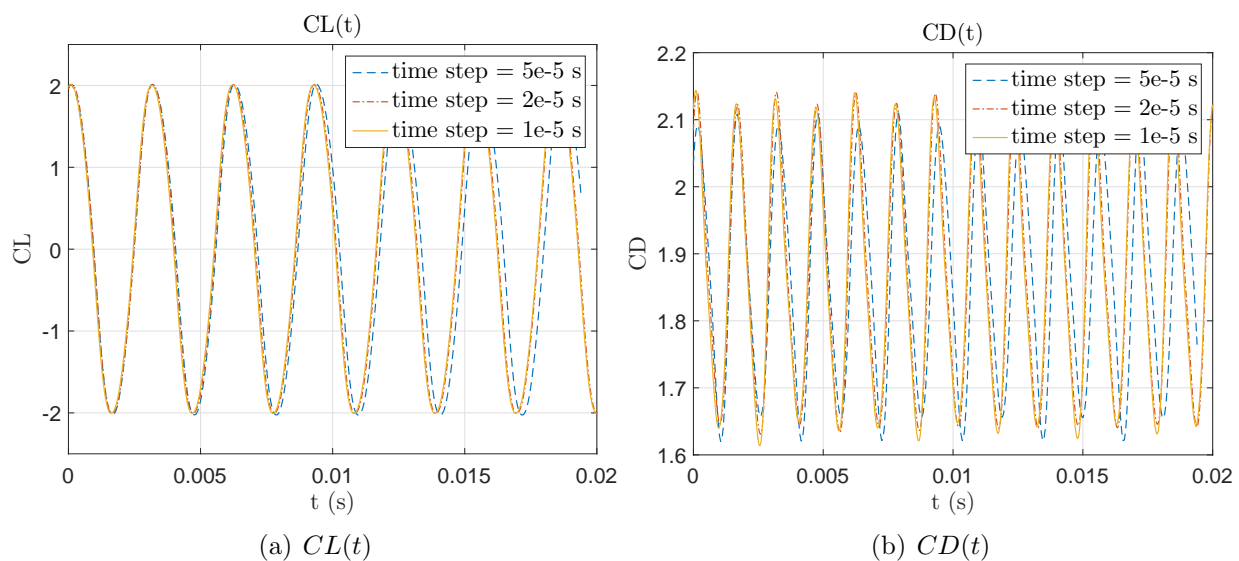 CL(t)
2
1
0
-1
-2
CL
0
0.005
0.01
0.015
0.02
t (s)
time step = 5e-5 s
time step = 2e-5 s
time step = 1e-5 s
(a) CL(t)
CD(t)
2.2
2.1
2
1.9
1.8
1.7
1.6
CD
0
0.005
0.01
0.015
0.02
t (s)
time step = 5e-5 s
time step = 2e-5 s
time step = 1e-5 s
(b) CD(t)